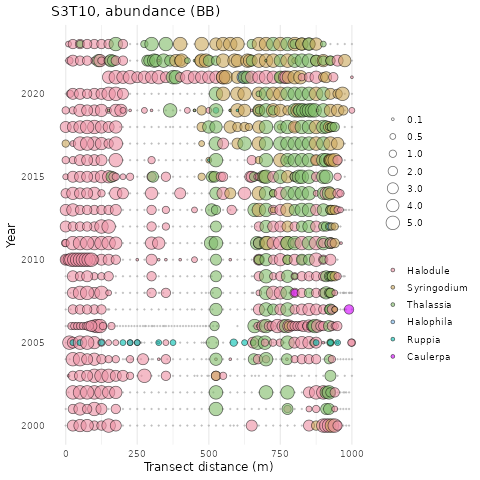 S3T10, abundance (BB)
Year
2020
2015
2010
2005
2000
0
250
500
750
1000
Transect distance (m)
0.1
0.5
1.0
2.0
3.0
4.0
5.0
Halodule
Syringodium
Thalassia
Halophila
Ruppia
Caulerpa